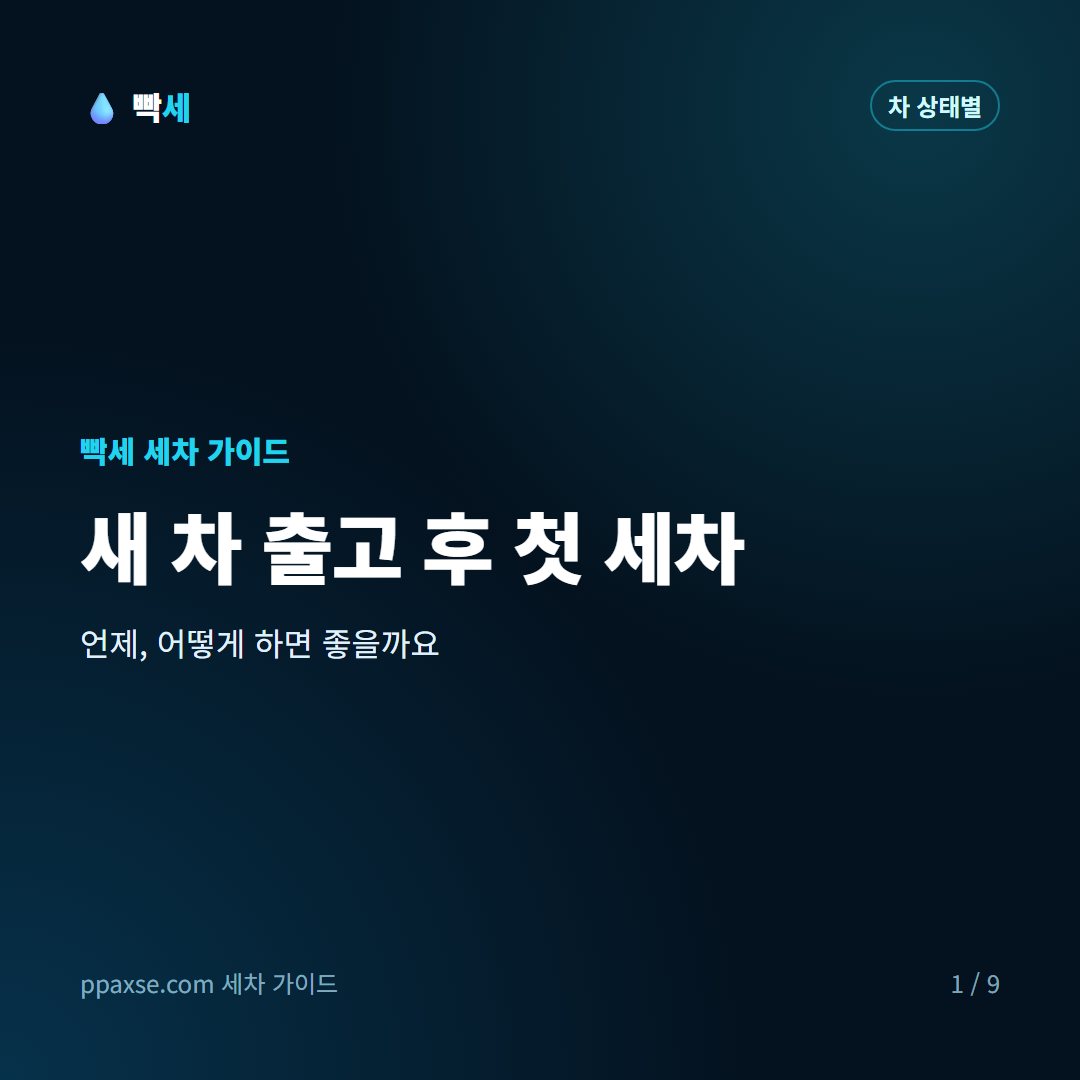 빡세
차 상태별
빡세 세차 가이드
새 차 출고 후 첫 세차
언제, 어떻게 하면 좋을까요
ppaxse.com 세차 가이드
1 / 9